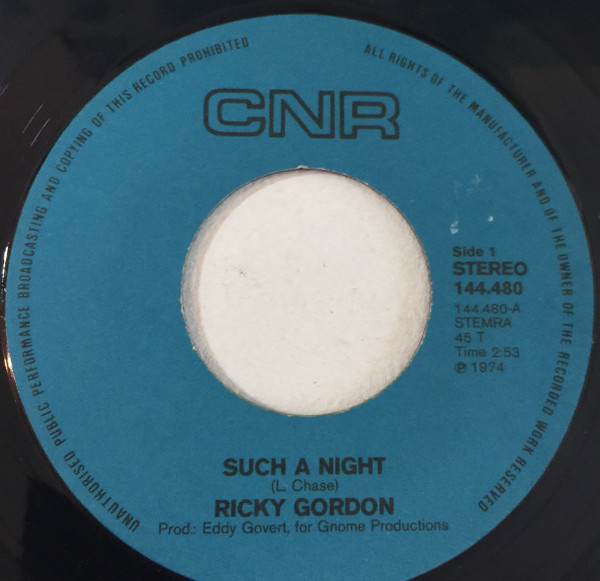 ALL RIGHTS OF THE MANUFACTURER AND OF THE OWNER OF THE RECORDED WORK RESERVED
UNAUTHORISED PUBLIC PERFORMANCE BROADCASTING AND COPYING OF THIS RECORD PROHIBITED
CNR
Side 1
STEREO
144.480
144.480-A
STEMRA
45 T
Time 2:53
℗ 1974
SUCH A NIGHT
(L. Chase)
RICKY GORDON
Prod.: Eddy Govert, for Gnome Productions